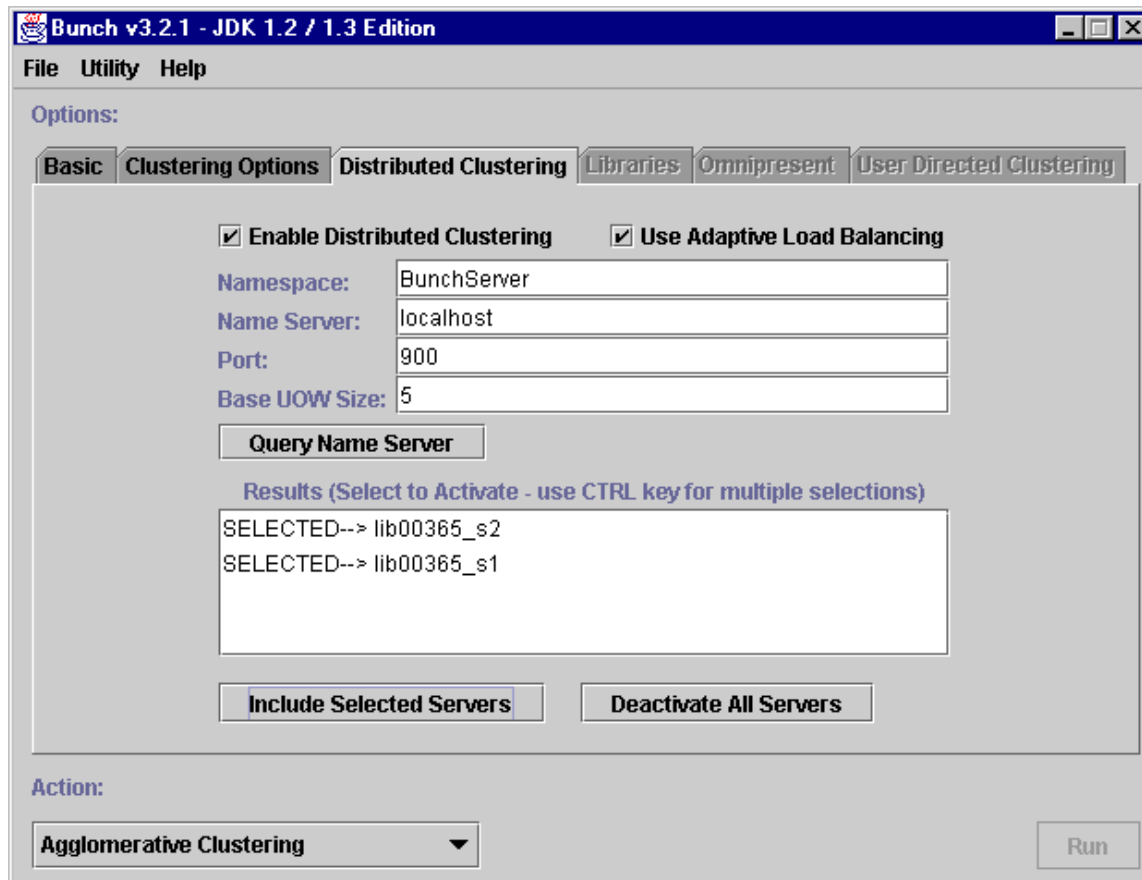 Bunch v3.2.1 - JDK 1.2 / 1.3 Edition
File Utility Help
Options:
Basic Clustering Options Distributed Clustering Libraries Omnipresent User Directed Clustering
Enable Distributed Clustering Use Adaptive Load Balancing
Namespace: BunchServer
Name Server: localhost
Port: 900
Base UOW Size: 5
Query Name Server
Results (Select to Activate - use CTRL key for multiple selections)
SELECTED--> lib00365_s2
SELECTED--> lib00365_s1
Include Selected Servers Deactivate All Servers
Action:
Agglomerative Clustering Run